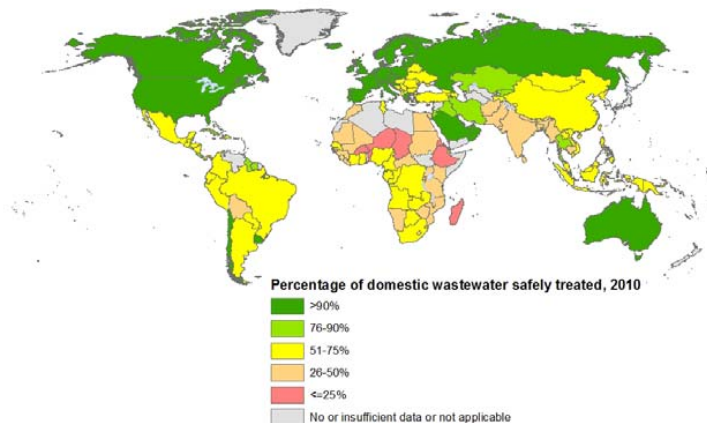 Percentage of domestic wastewater safely treated, 2010
>90%
76-90%
51-75%
26-50%
<=25%
No or insufficient data or not applicable